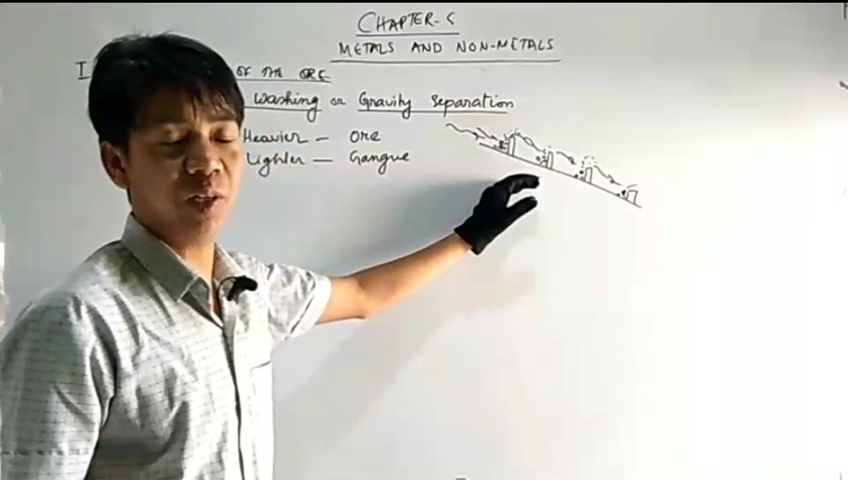 CHAPTER-5
METALS AND NON-METALS
I OF THE ORE
Washing or Gravity Separation
Heavier – Ore
Lighter – Gangue